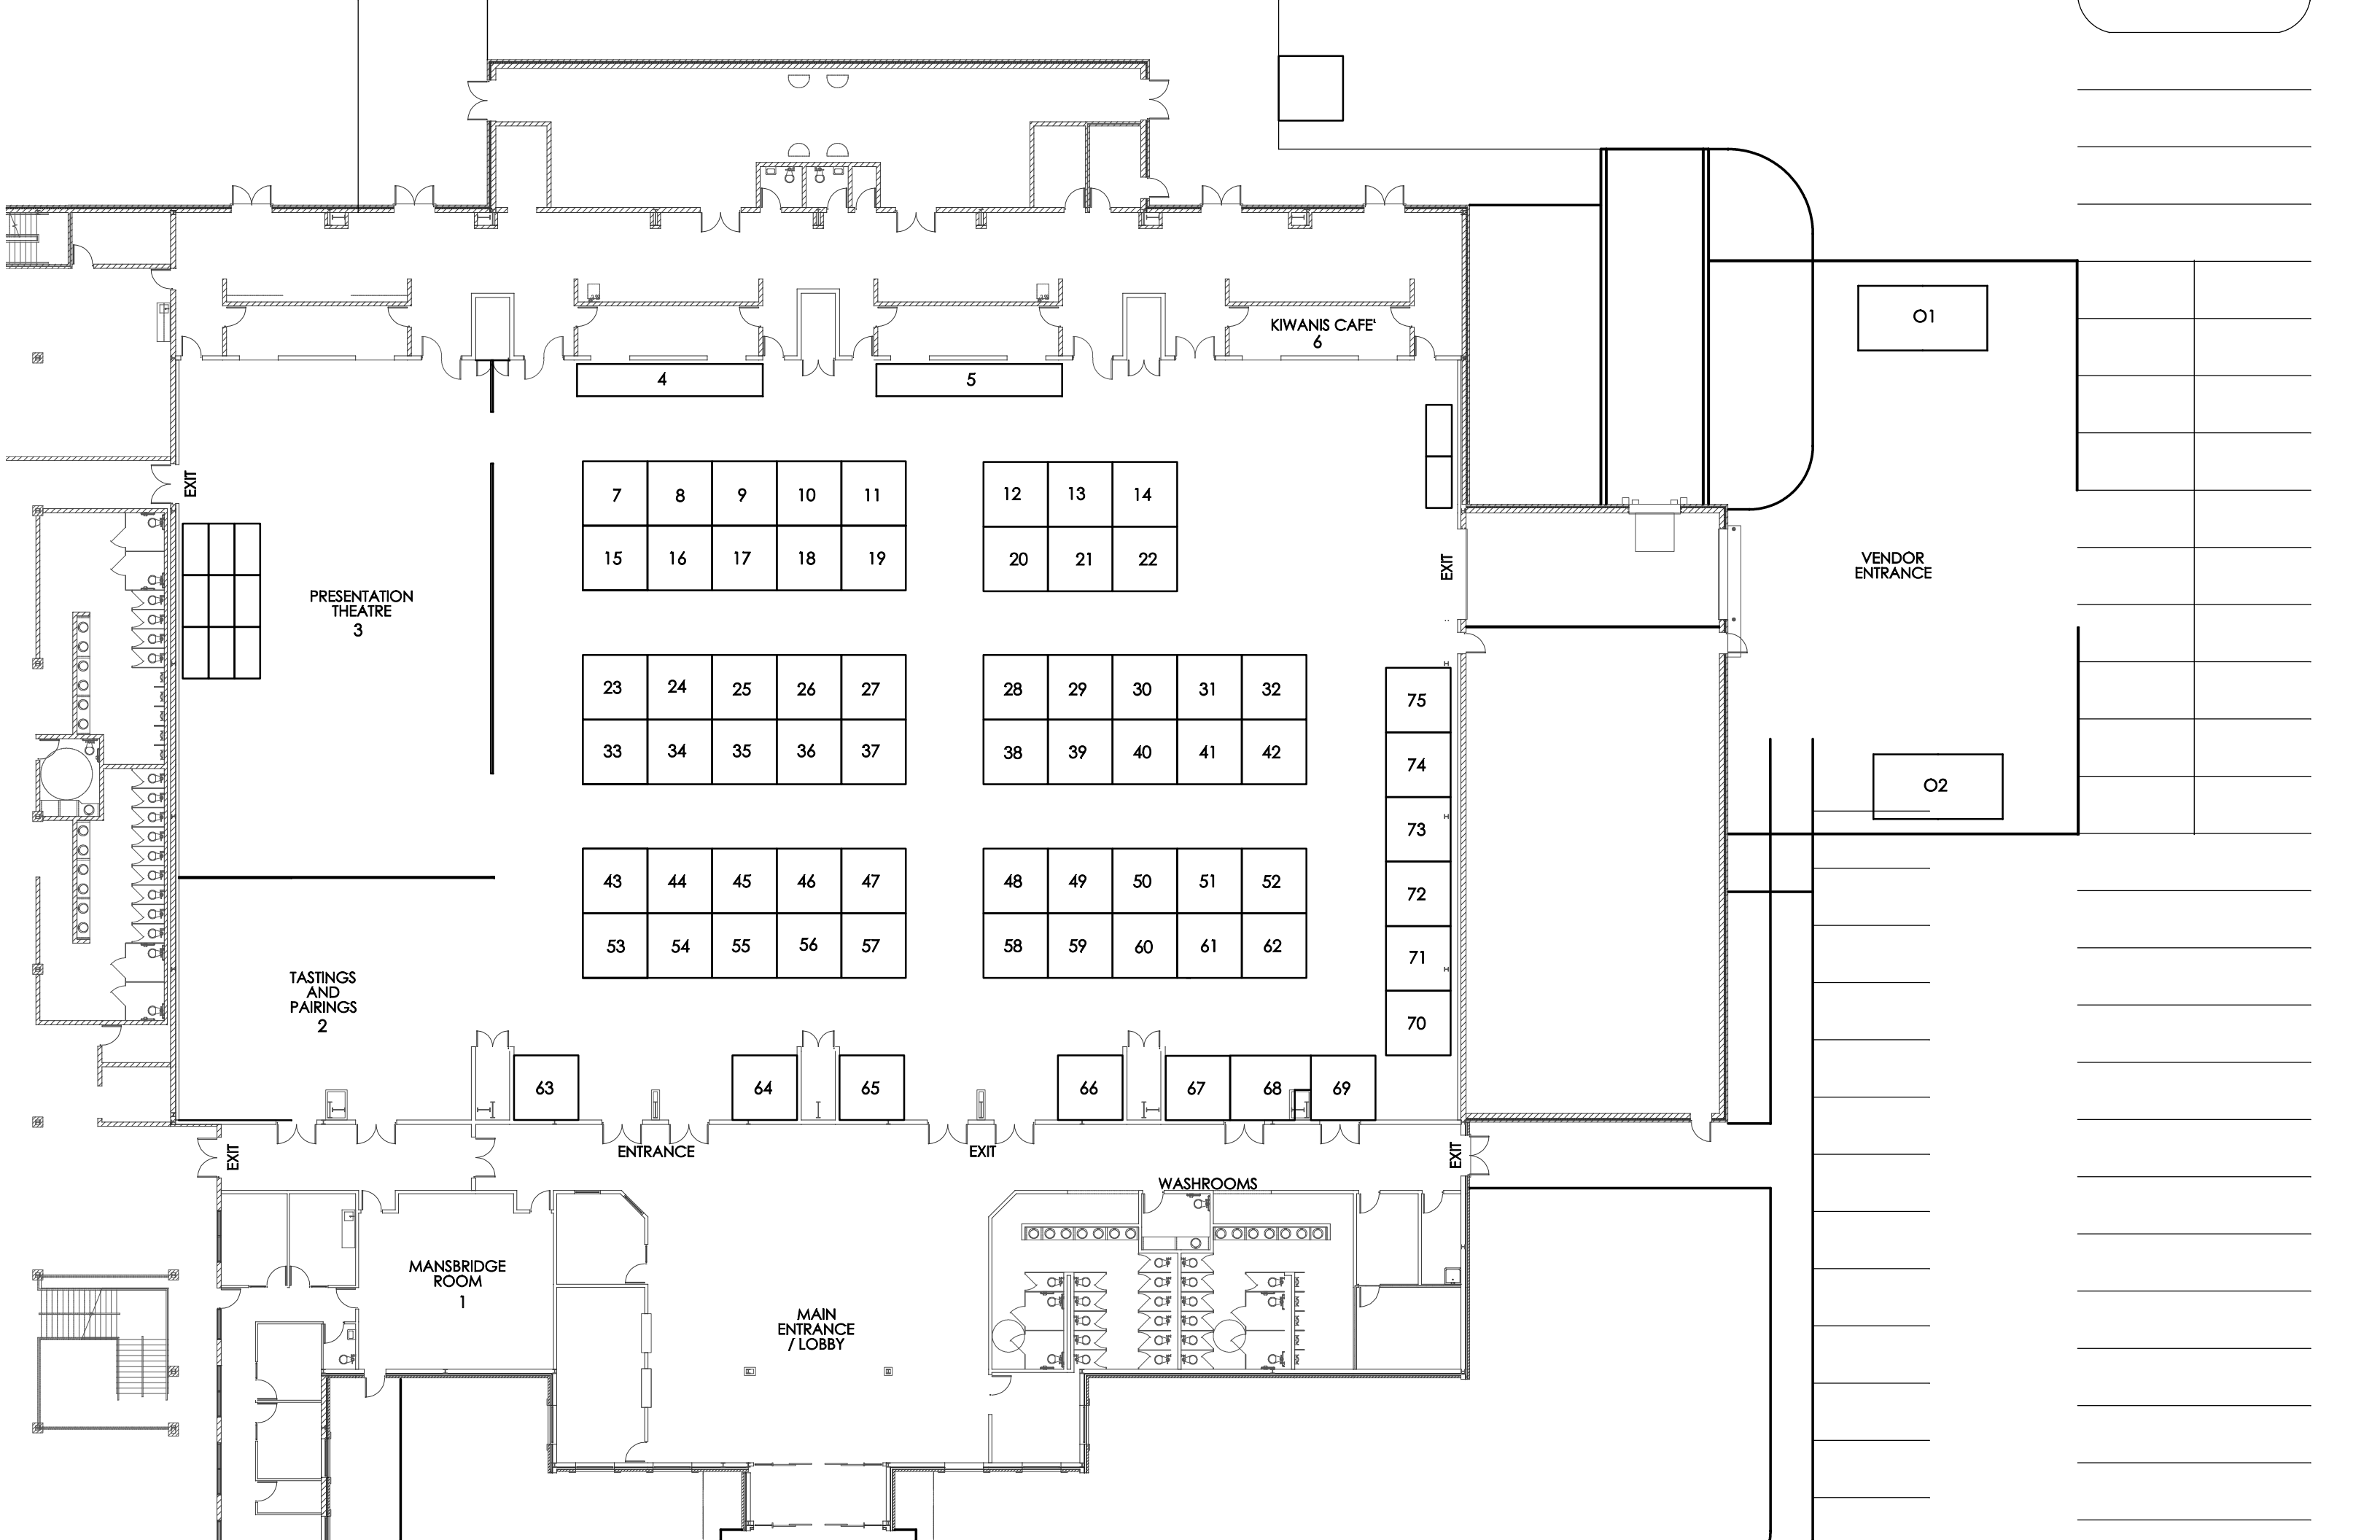 KIWANIS CAFE'
6
O1
4
5
EXIT
7 8 9 10 11 12 13 14
15 16 17 18 19 20 21 22
EXIT
VENDOR
ENTRANCE
PRESENTATION
THEATRE
3
23 24 25 26 27 28 29 30 31 32
75
33 34 35 36 37 38 39 40 41 42
74
O2
73
43 44 45 46 47 48 49 50 51 52
72
53 54 55 56 57 58 59 60 61 62
71
TASTINGS
AND
PAIRINGS
2
70
63 64 65 66 67 68 69
EXIT
ENTRANCE
EXIT
EXIT
WASHROOMS
MANSBRIDGE
ROOM
1
MAIN
ENTRANCE
/ LOBBY